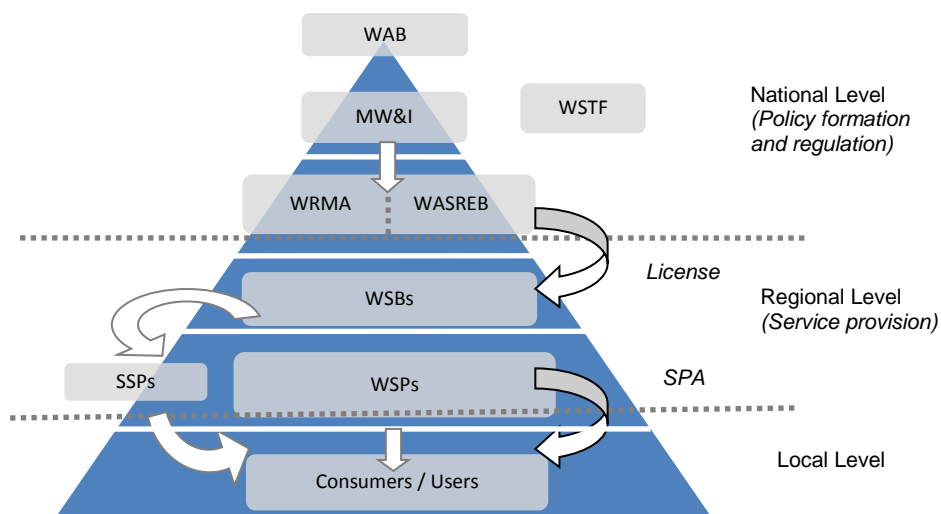 WAB
MW&I
WSTF
National Level
(Policy formation
and regulation)
WRMA
WASREB
License
WSBs
Regional Level
(Service provision)
SSPs
WSPs
SPA
Local Level
Consumers / Users